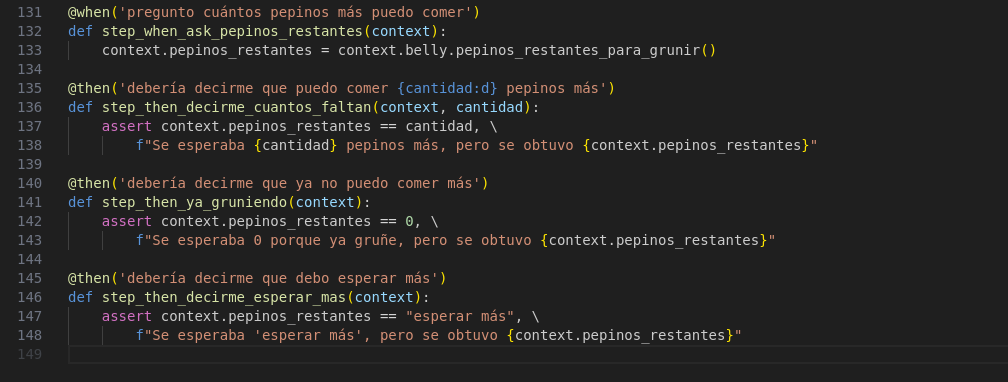 131 @when('pregunto cuántos pepinos más puedo comer')
132 def step_when_ask_pepinos_restantes(context):
133     context.pepinos_restantes = context.belly.pepinos_restantes_para_grunir()
134
135 @then('debería decirme que puedo comer {cantidad:d} pepinos más')
136 def step_then_decirme_cuantos_faltan(context, cantidad):
137     assert context.pepinos_restantes == cantidad, \
138         f"Se esperaba {cantidad} pepinos más, pero se obtuvo {context.pepinos_restantes}"
139
140 @then('debería decirme que ya no puedo comer más')
141 def step_then_ya_gruniendo(context):
142     assert context.pepinos_restantes == 0, \
143         f"Se esperaba 0 porque ya gruñe, pero se obtuvo {context.pepinos_restantes}"
144
145 @then('debería decirme que debo esperar más')
146 def step_then_decirme_esperar_mas(context):
147     assert context.pepinos_restantes == "esperar más", \
148         f"Se esperaba 'esperar más', pero se obtuvo {context.pepinos_restantes}"
149